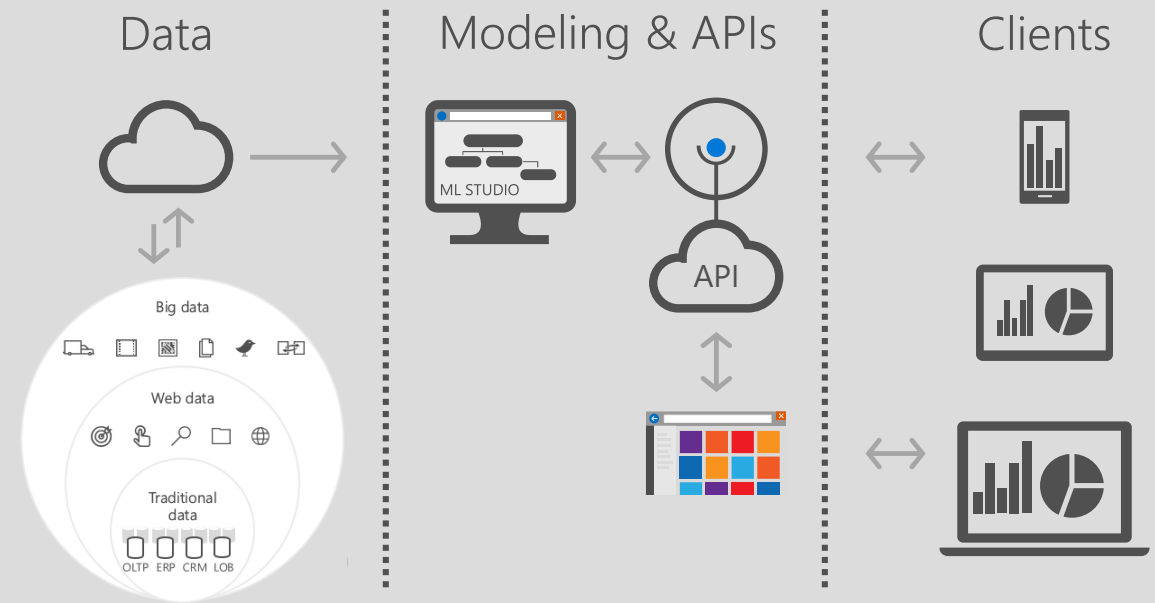 Data
Modeling & APIs
Clients
ML STUDIO
API
Big data
Web data
Traditional
data
OLTP ERP CRM LOB